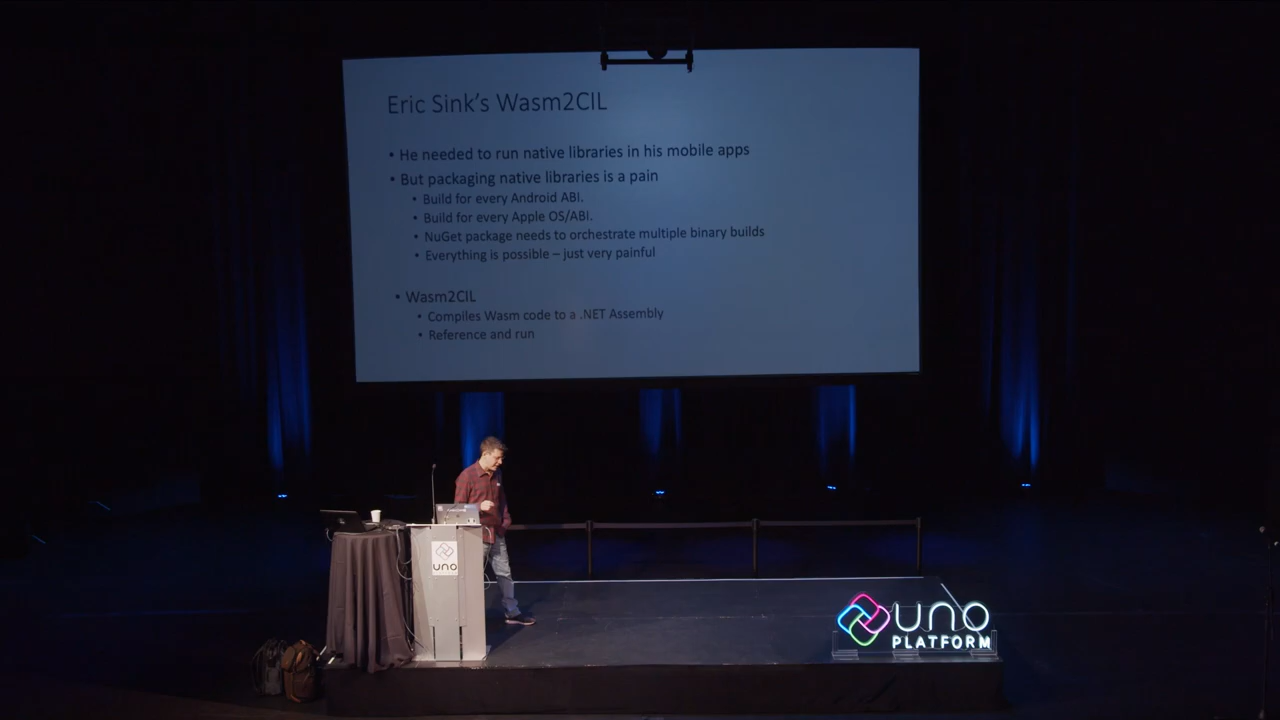 Eric Sink's Wasm2CIL
• He needed to run native libraries in his mobile apps
• But packaging native libraries is a pain
• Build for every Android ABI.
• Build for every Apple OS/ABI.
• NuGet package needs to orchestrate multiple binary builds
• Everything is possible – just very painful
• Wasm2CIL
• Compiles Wasm code to a .NET Assembly
• Reference and run
uno
UNO
PLATFORM